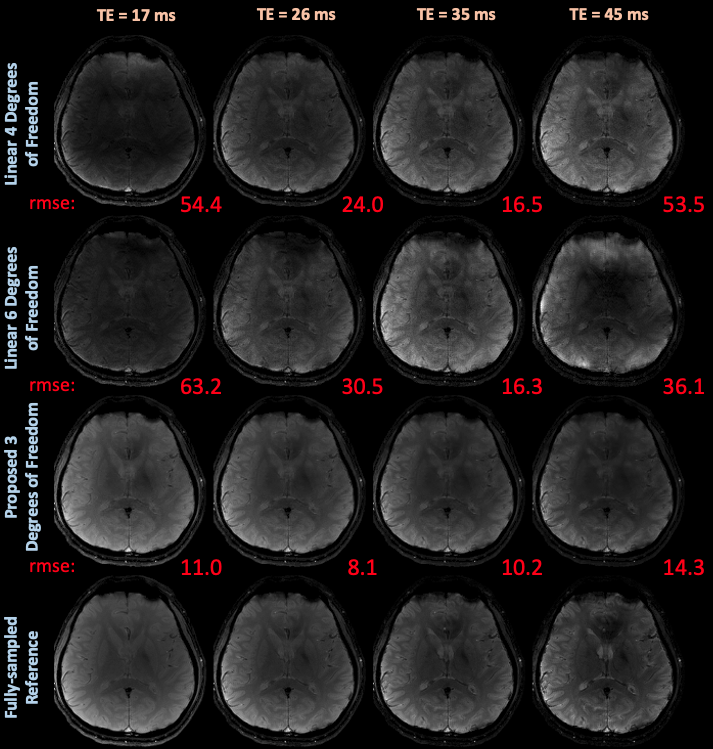 TE = 17 ms TE = 26 ms TE = 35 ms TE = 45 ms
Linear 4 Degrees
of Freedom
rmse: 54.4 24.0 16.5 53.5
Linear 6 Degrees
of Freedom
rmse: 63.2 30.5 16.3 36.1
Proposed 3
Degrees of Freedom
rmse: 11.0 8.1 10.2 14.3
Fully-sampled
Reference